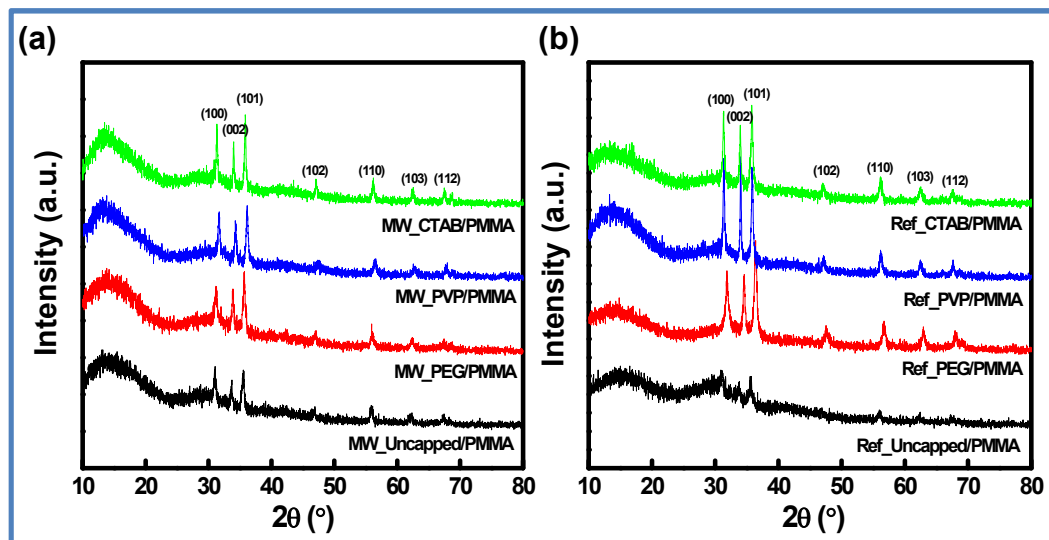 (a)
Intensity (a.u.)
(100)
(002)
(101)
(102)
(110)
(103)
(112)
MW_CTAB/PMMA
MW_PVP/PMMA
MW_PEG/PMMA
MW_Uncapped/PMMA
10 20 30 40 50 60 70 80
2θ (°)
(b)
Intensity (a.u.)
(100)
(002)
(101)
(102)
(110)
(103)
(112)
Ref_CTAB/PMMA
Ref_PVP/PMMA
Ref_PEG/PMMA
Ref_Uncapped/PMMA
10 20 30 40 50 60 70 80
2θ (°)